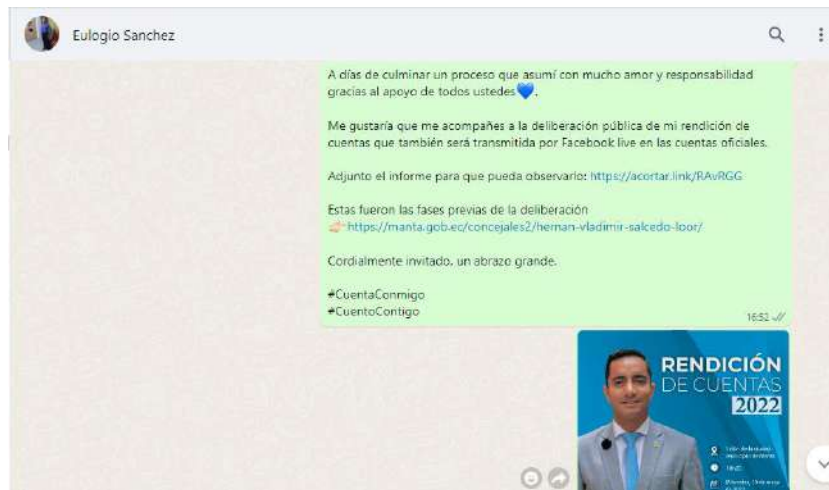 Eulogio Sanchez
A días de culminar un proceso que asumí con mucho amor y responsabilidad
gracias al apoyo de todos ustedes💙.
Me gustaría que me acompañes a la deliberación pública de mi rendición de
cuentas que también será transmitida por Facebook live en las cuentas oficiales.
Adjunto el informe para que pueda observarlo: https://acortar.link/RAvRGG
Estas fueron las fases previas de la deliberación
👉🏻https://manta.gob.ec/concejales2/hernan-vladimir-salcedo-loor/
Cordialmente invitado, un abrazo grande.
#CuentaConmigo
#CuentoContigo
16:52
RENDICIÓN
DE CUENTAS
2022